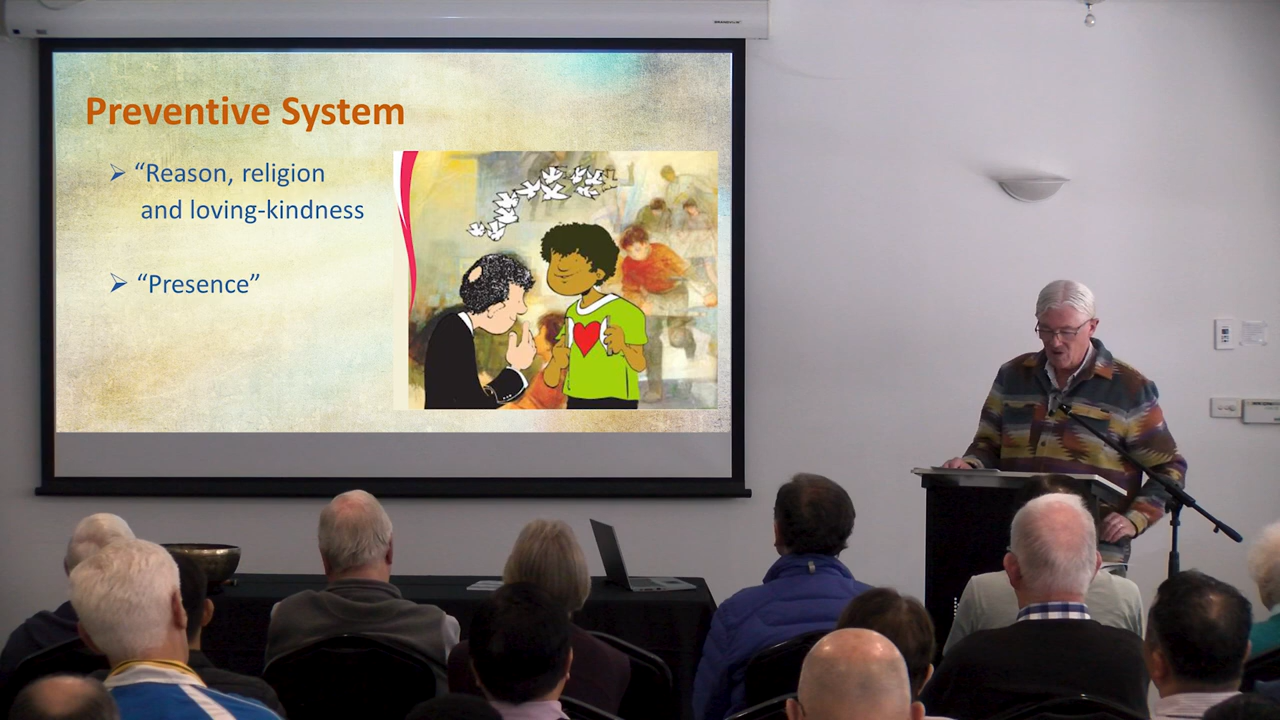 Preventive System
➢ “Reason, religion
and loving-kindness
➢ “Presence”